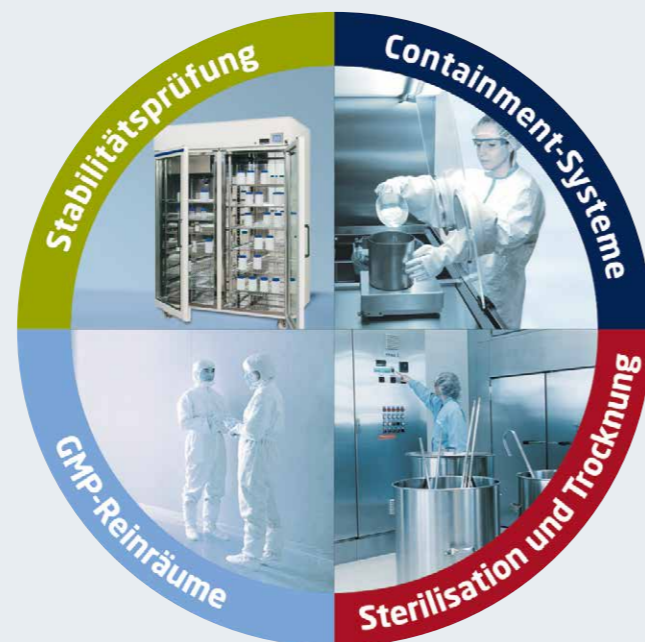 Stabilitätsprüfung
Containment-Systeme
GMP-Reinräume
Sterilisation und Trocknung